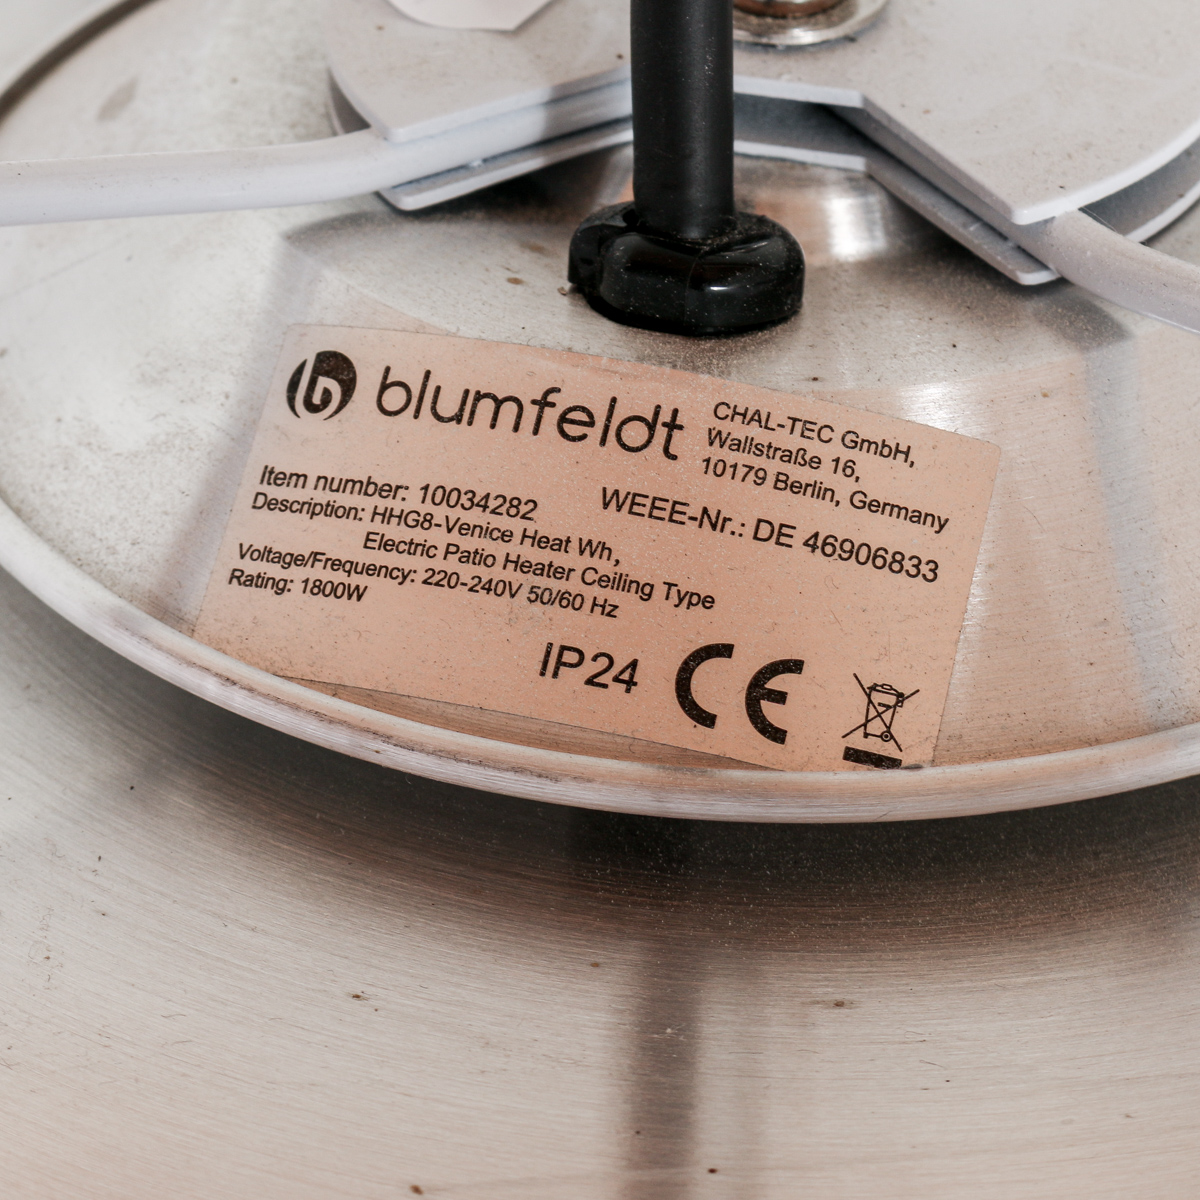 blumfeldt
CHAL-TEC GmbH,
Wallstraße 16,
10179 Berlin, Germany
Item number: 10034282
WEEE-Nr.: DE 46906833
Description: HHG8-Venice Heat Wh,
Electric Patio Heater Ceiling Type
Voltage/Frequency: 220-240V 50/60 Hz
Rating: 1800W
IP24
CE